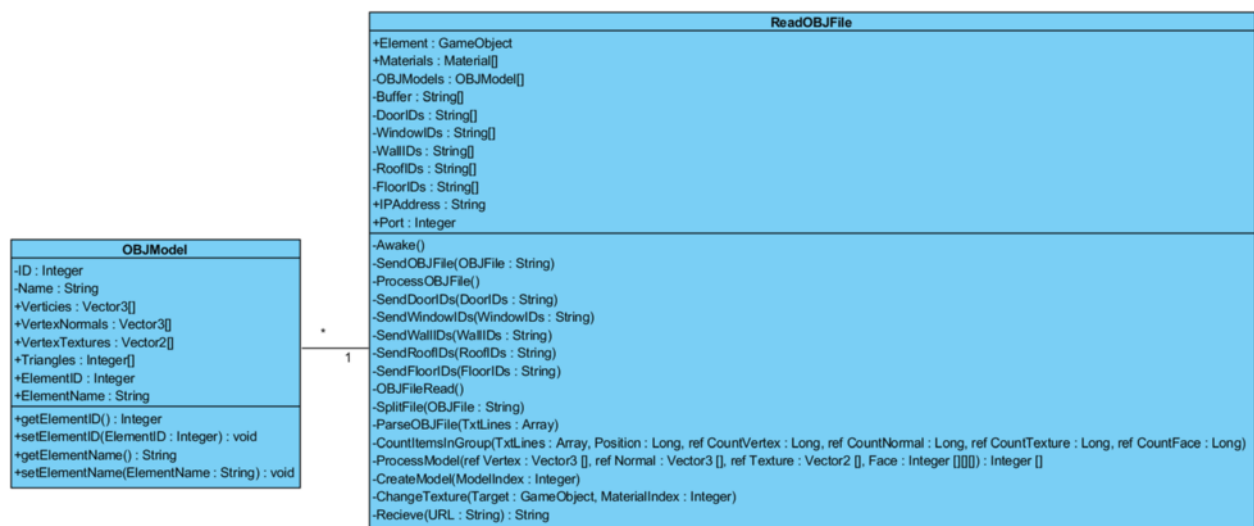 OBJModel
-ID : Integer
-Name : String
+Verticies : Vector3[]
+VertexNormals : Vector3[]
+VertexTextures : Vector2[]
+Triangles : Integer[]
+ElementID : Integer
+ElementName : String
+getElementID() : Integer
+setElementID(ElementID : Integer) : void
+getElementName() : String
+setElementName(ElementName : String) : void
*
1
ReadOBJFile
+Element : GameObject
+Materials : Material[]
-OBJModels : OBJModel[]
-Buffer : String[]
-DoorIDs : String[]
-WindowIDs : String[]
-WallIDs : String[]
-RoofIDs : String[]
-FloorIDs : String[]
+IPAddress : String
+Port : Integer
-Awake()
-SendOBJFile(OBJFile : String)
-ProcessOBJFile()
-SendDoorIDs(DoorIDs : String)
-SendWindowIDs(WindowIDs : String)
-SendWallIDs(WallIDs : String)
-SendRoofIDs(RoofIDs : String)
-SendFloorIDs(FloorIDs : String)
-OBJFileRead()
-SplitFile(OBJFile : String)
-ParseOBJFile(TxtLines : Array)
-CountItemsInGroup(TxtLines : Array, Position : Long, ref CountVertex : Long, ref CountNormal : Long, ref CountTexture : Long, ref CountFace : Long)
-ProcessModel(ref Vertex : Vector3 [], ref Normal : Vector3 [], ref Texture : Vector2 [], Face : Integer [][][]) : Integer []
-CreateModel(ModelIndex : Integer)
-ChangeTexture(Target : GameObject, MaterialIndex : Integer)
-Recieve(URL : String) : String